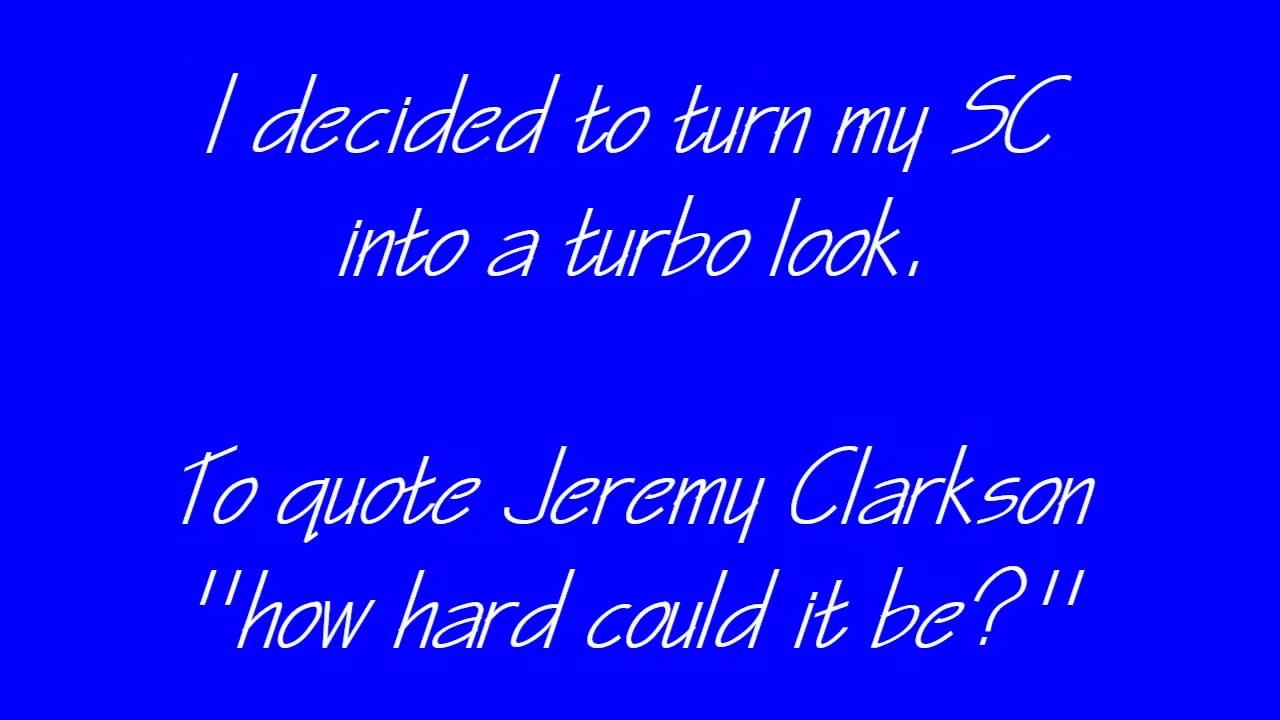 I decided to turn my SC
into a turbo look.
To quote Jeremy Clarkson
"how hard could it be?"